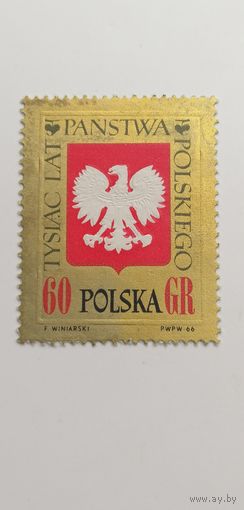 TYSIĄC LAT PAŃSTWA POLSKIEGO
60 POLSKA GR
F. WINIARSKI PWPW 66
www.ay.by